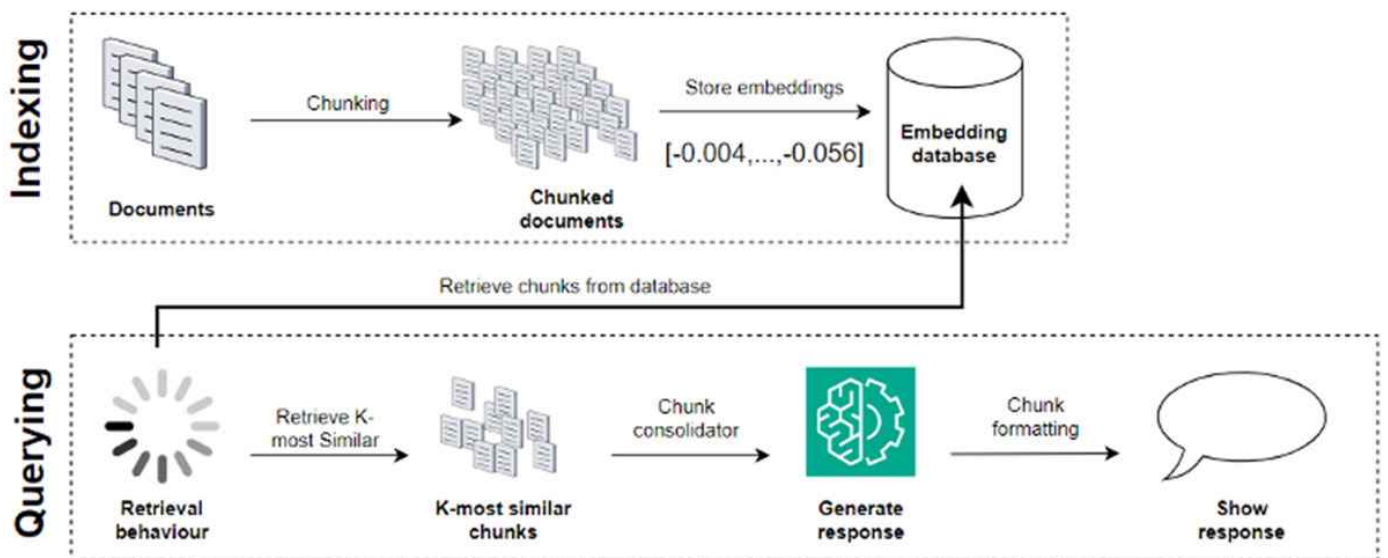 Indexing
Chunking
Store embeddings
[-0.004,...,-0.056]
Embedding
database
Documents
Chunked
documents
Retrieve chunks from database
Querying
Retrieve K-
most Similar
Chunk
consolidator
Chunk
formatting
Retrieval
behaviour
K-most similar
chunks
Generate
response
Show
response